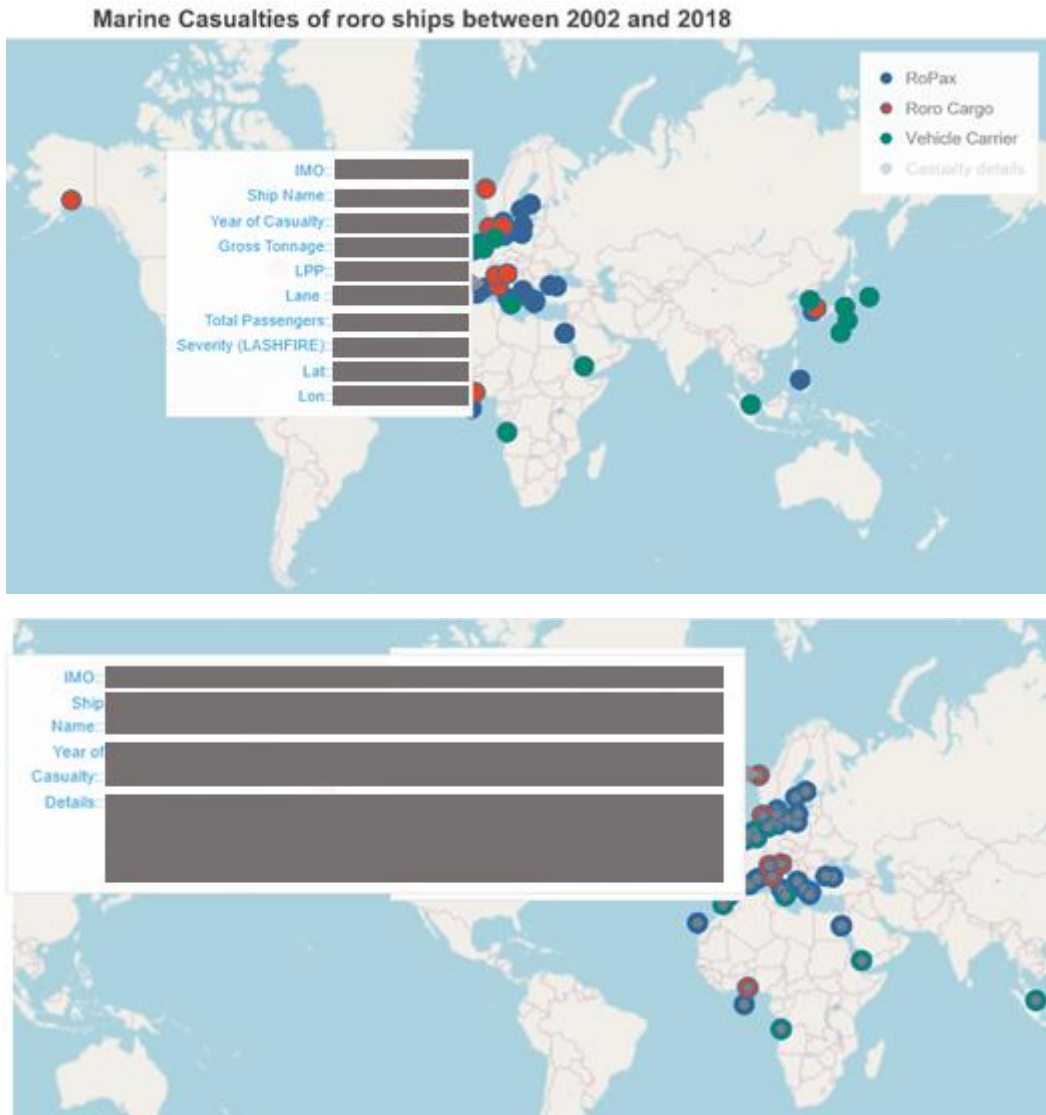 Marine Casualties of roro ships between 2002 and 2018
RoPax
Roro Cargo
Vehicle Carrier
Casualty details
IMO:
Ship Name:
Year of Casualty:
Gross Tonnage:
LPP:
Lane :
Total Passengers:
Severity (LASHFIRE):
Lat:
Lon:
IMO:
Ship
Name:
Year of
Casualty:
Details: